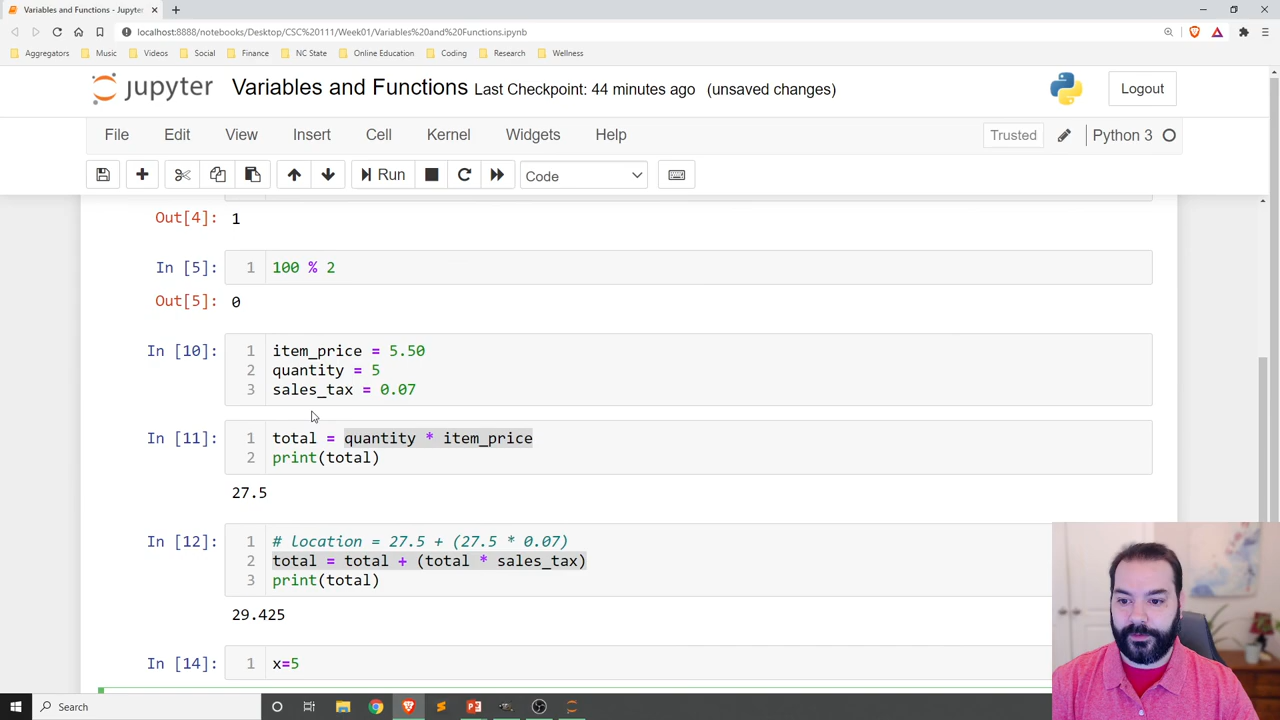 Variables and Functions - Jupyter
localhost:8888/notebooks/Desktop/CSC%20111/Week01/Variables%20and%20Functions.ipynb
Aggregators Music Videos Social Finance NC State Online Education Coding Research Wellness
jupyter Variables and Functions Last Checkpoint: 44 minutes ago (unsaved changes) Logout
File Edit View Insert Cell Kernel Widgets Help Trusted Python 3
Run Code
Out[4]: 1
In [5]: 1 100 % 2
Out[5]: 0
In [10]: 1 item_price = 5.50
2 quantity = 5
3 sales_tax = 0.07
In [11]: 1 total = quantity * item_price
2 print(total)
27.5
In [12]: 1 # location = 27.5 + (27.5 * 0.07)
2 total = total + (total * sales_tax)
3 print(total)
29.425
In [14]: 1 x=5
Search